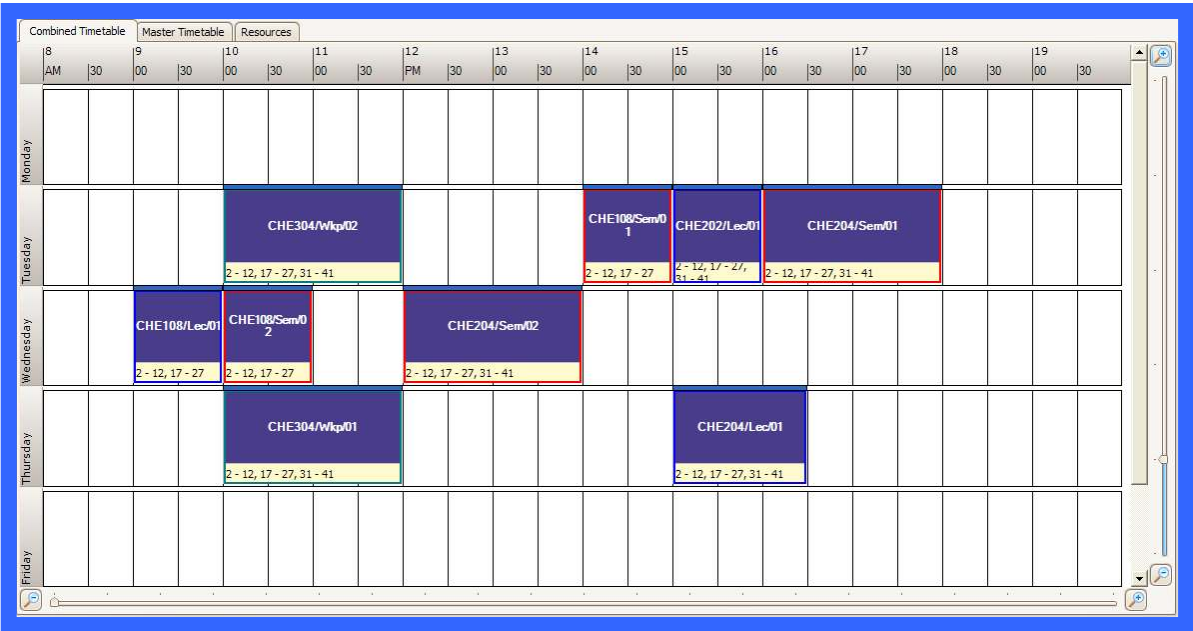 Combined Timetable Master Timetable Resources
8 9 10 11 12 13 14 15 16 17 18 19
AM 30 00 30 00 30 00 30 PM 30 00 30 00 30 00 30 00 30 00 30 00 30 00 30
Monday
Tuesday
CHE304/Wkp/02
2 - 12, 17 - 27, 31 - 41
CHE108/Sem/0
1
2 - 12, 17 - 27
CHE202/Lec/01
2 - 12, 17 - 27,
31 - 41
CHE204/Sem/01
2 - 12, 17 - 27, 31 - 41
Wednesday
CHE108/Lec/01
2 - 12, 17 - 27
CHE108/Sem/0
2
2 - 12, 17 - 27
CHE204/Sem/02
2 - 12, 17 - 27, 31 - 41
Thursday
CHE304/Wkp/01
2 - 12, 17 - 27, 31 - 41
CHE204/Lec/01
2 - 12, 17 - 27, 31 - 41
Friday